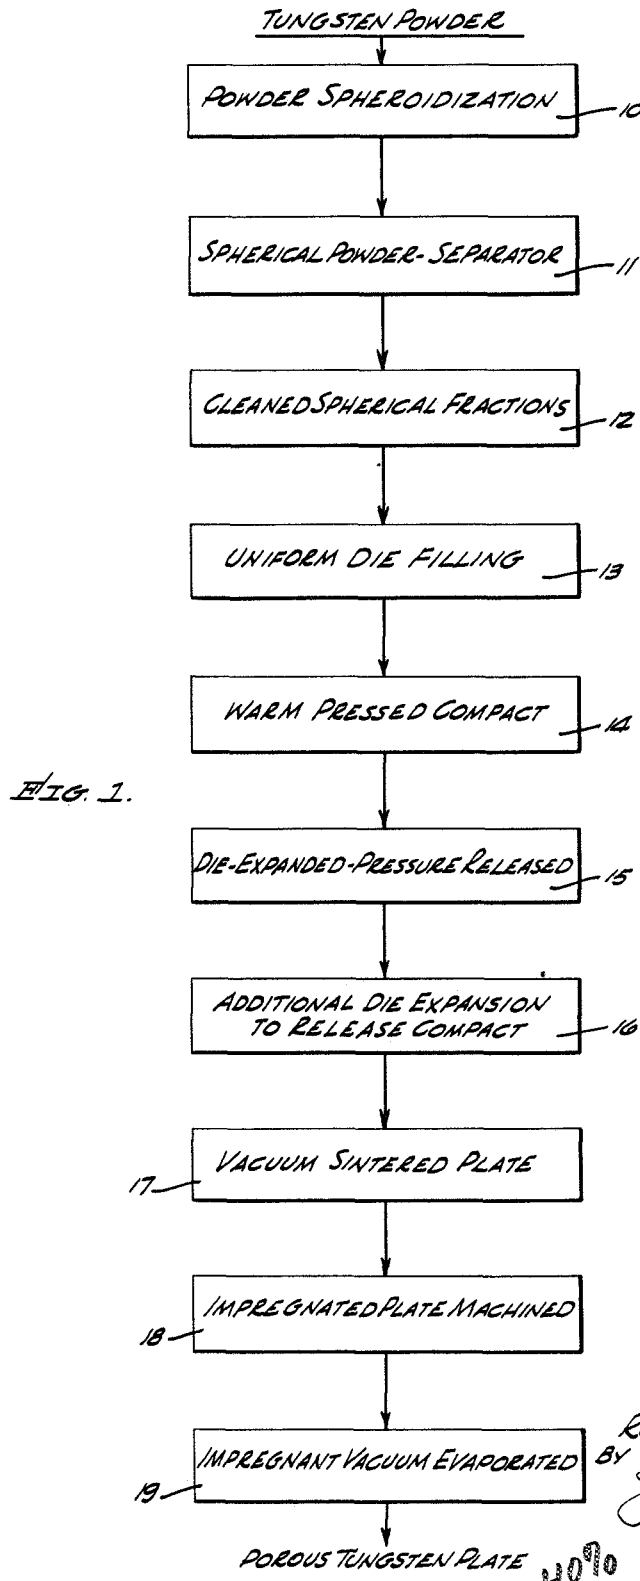 TUNGSTEN POWDER
POWDER SPHEROIDIZATION
10
SPHERICAL POWDER-SEPARATOR
11
CLEANED SPHERICAL FRACTIONS
12
UNIFORM DIE FILLING
13
WARM PRESSED COMPACT
14
FIG. 1.
DIE-EXPANDED-PRESSURE RELEASED
15
ADDITIONAL DIE EXPANSION
TO RELEASE COMPACT
16
VACUUM SINTERED PLATE
17
IMPREGNATED PLATE MACHINED
18
IMPREGNANT VACUUM EVAPORATED
19
BY
POROUS TUNGSTEN PLATE